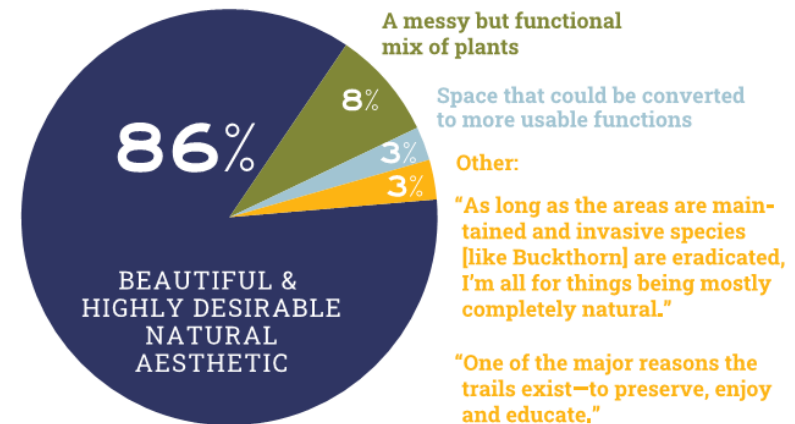 A messy but functional
mix of plants
8%
Space that could be converted
to more usable functions
86%
3%
Other:
3%
“As long as the areas are main-
tained and invasive species
[like Buckthorn] are eradicated,
I’m all for things being mostly
completely natural.”
BEAUTIFUL &
HIGHLY DESIRABLE
NATURAL
AESTHETIC
“One of the major reasons the
trails exist—to preserve, enjoy
and educate.”